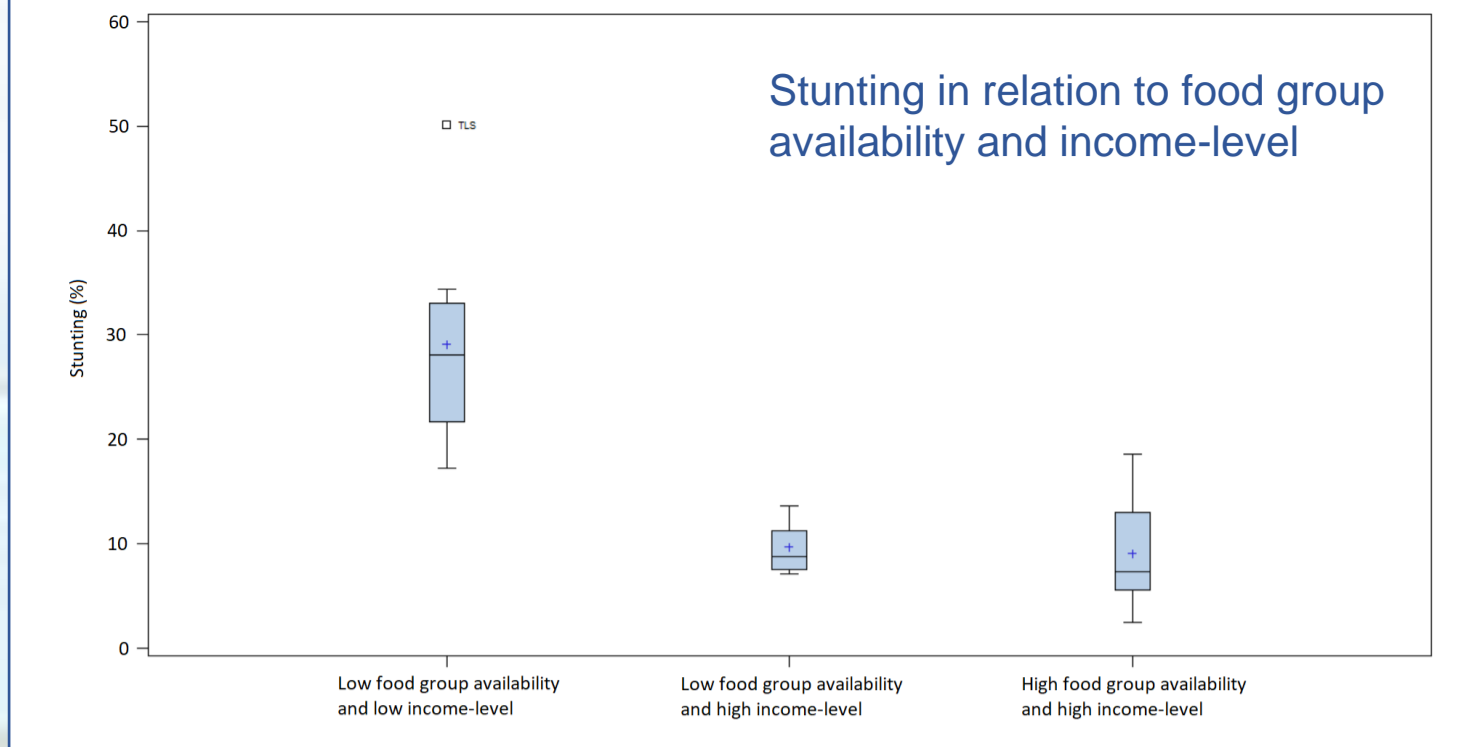 60
Stunting in relation to food group
availability and income-level
50
TLS
40
30
20
10
0
Stunting (%)
Low food group availability
and low income-level
Low food group availability
and high income-level
High food group availability
and high income-level